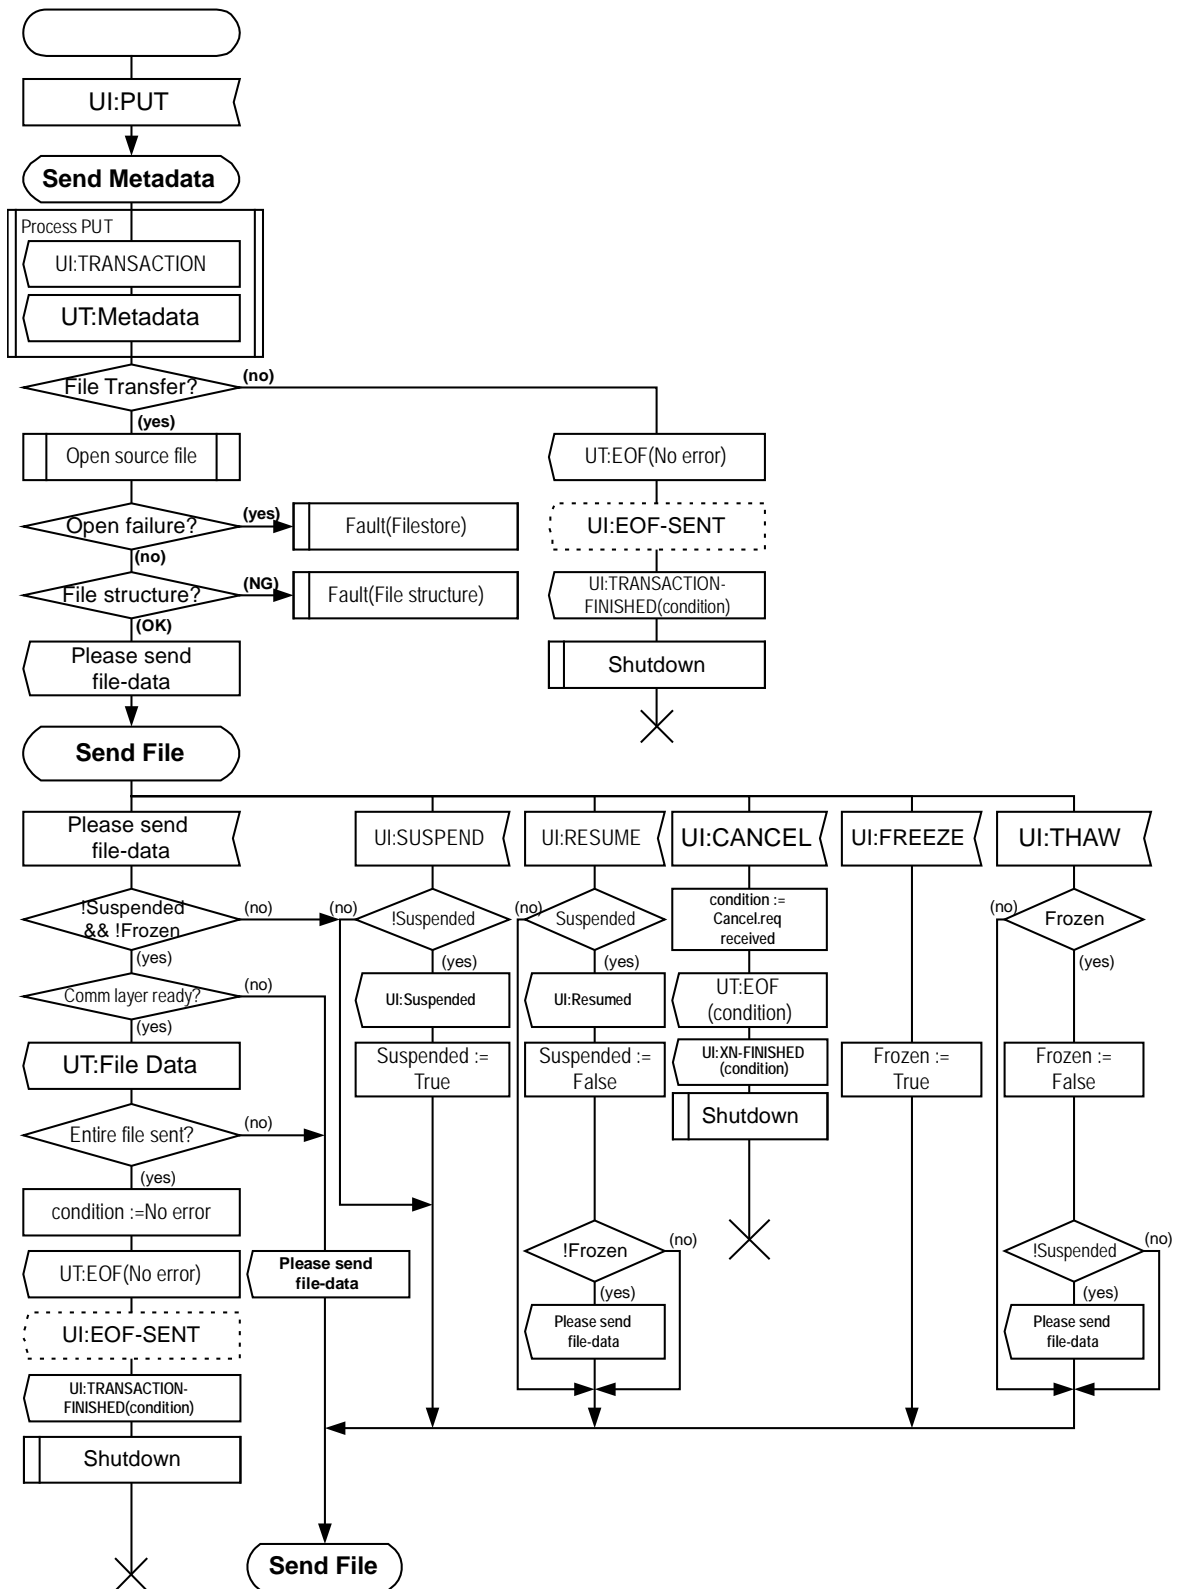 UI:PUT
Send Metadata
Process PUT
UI:TRANSACTION
UT:Metadata
File Transfer?
(no)
(yes)
Open source file
UT:EOF(No error)
Open failure?
(yes)
Fault(Filestore)
UI:EOF-SENT
(no)
File structure?
(NG)
Fault(File structure)
UI:TRANSACTION-
FINISHED(condition)
(OK)
Please send
file-data
Shutdown
Send File
Please send
file-data
UI:SUSPEND
UI:RESUME
UI:CANCEL
UI:FREEZE
UI:THAW
!Suspended
&& !Frozen
(no)
(yes)
(no)
!Suspended
(yes)
(no)
Suspended
(yes)
condition :=
Cancel.req
received
(no)
Frozen
(yes)
Comm layer ready?
(no)
(yes)
UI:Suspended
UI:Resumed
UT:EOF
(condition)
UT:File Data
Suspended :=
True
Suspended :=
False
UI:XN-FINISHED
(condition)
Frozen :=
True
Frozen :=
False
Entire file sent?
(no)
(yes)
Shutdown
condition :=No error
UT:EOF(No error)
Please send
file-data
!Frozen
(no)
(yes)
!Suspended
(no)
(yes)
UI:EOF-SENT
Please send
file-data
Please send
file-data
UI:TRANSACTION-
FINISHED(condition)
Shutdown
Send File